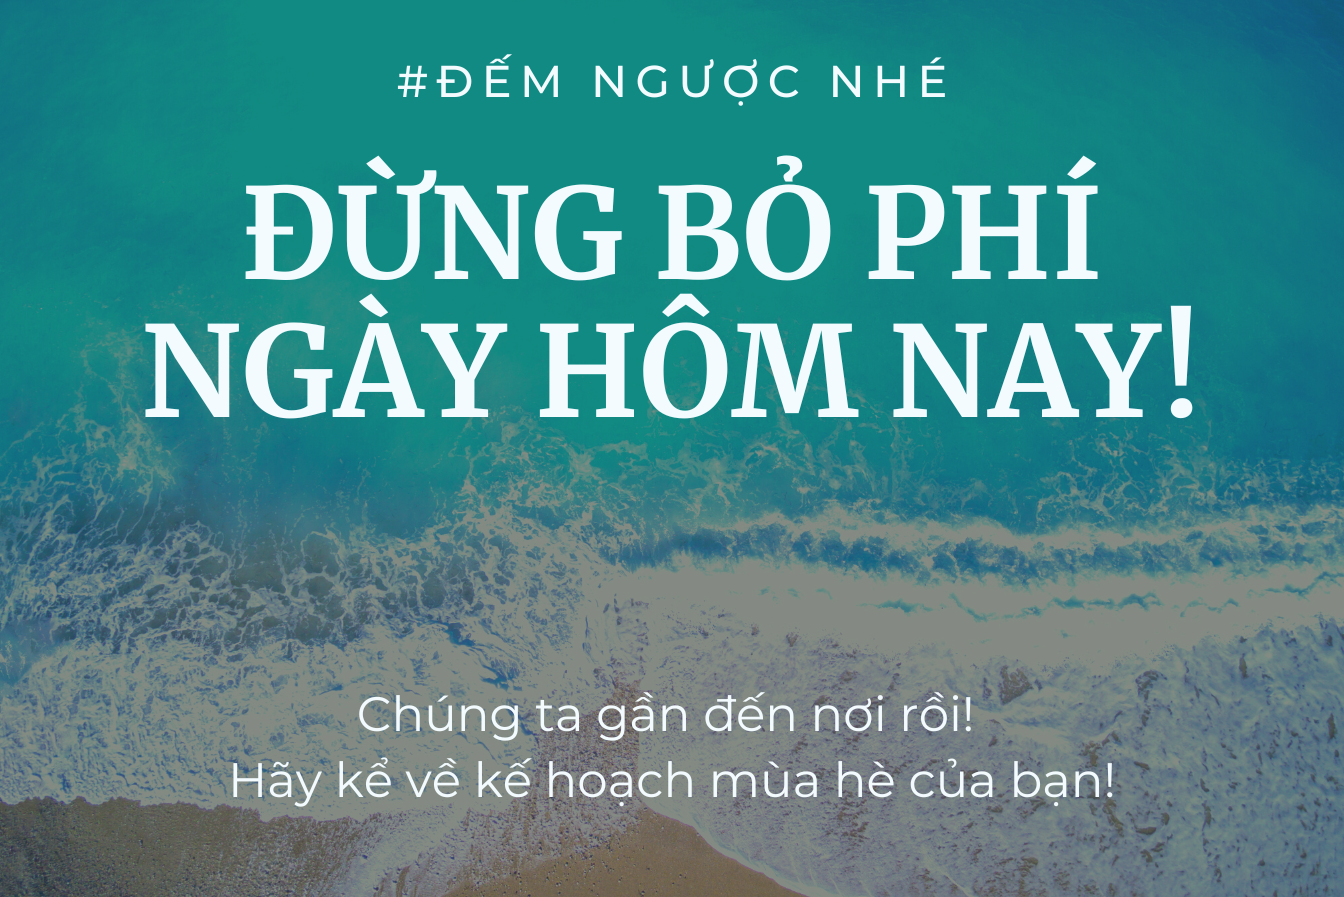 #ĐẾM NGƯỢC NHÉ
ĐỪNG BỎ PHÍ
NGÀY HÔM NAY!
Chúng ta gần đến nơi rồi!
Hãy kể về kế hoạch mùa hè của bạn!